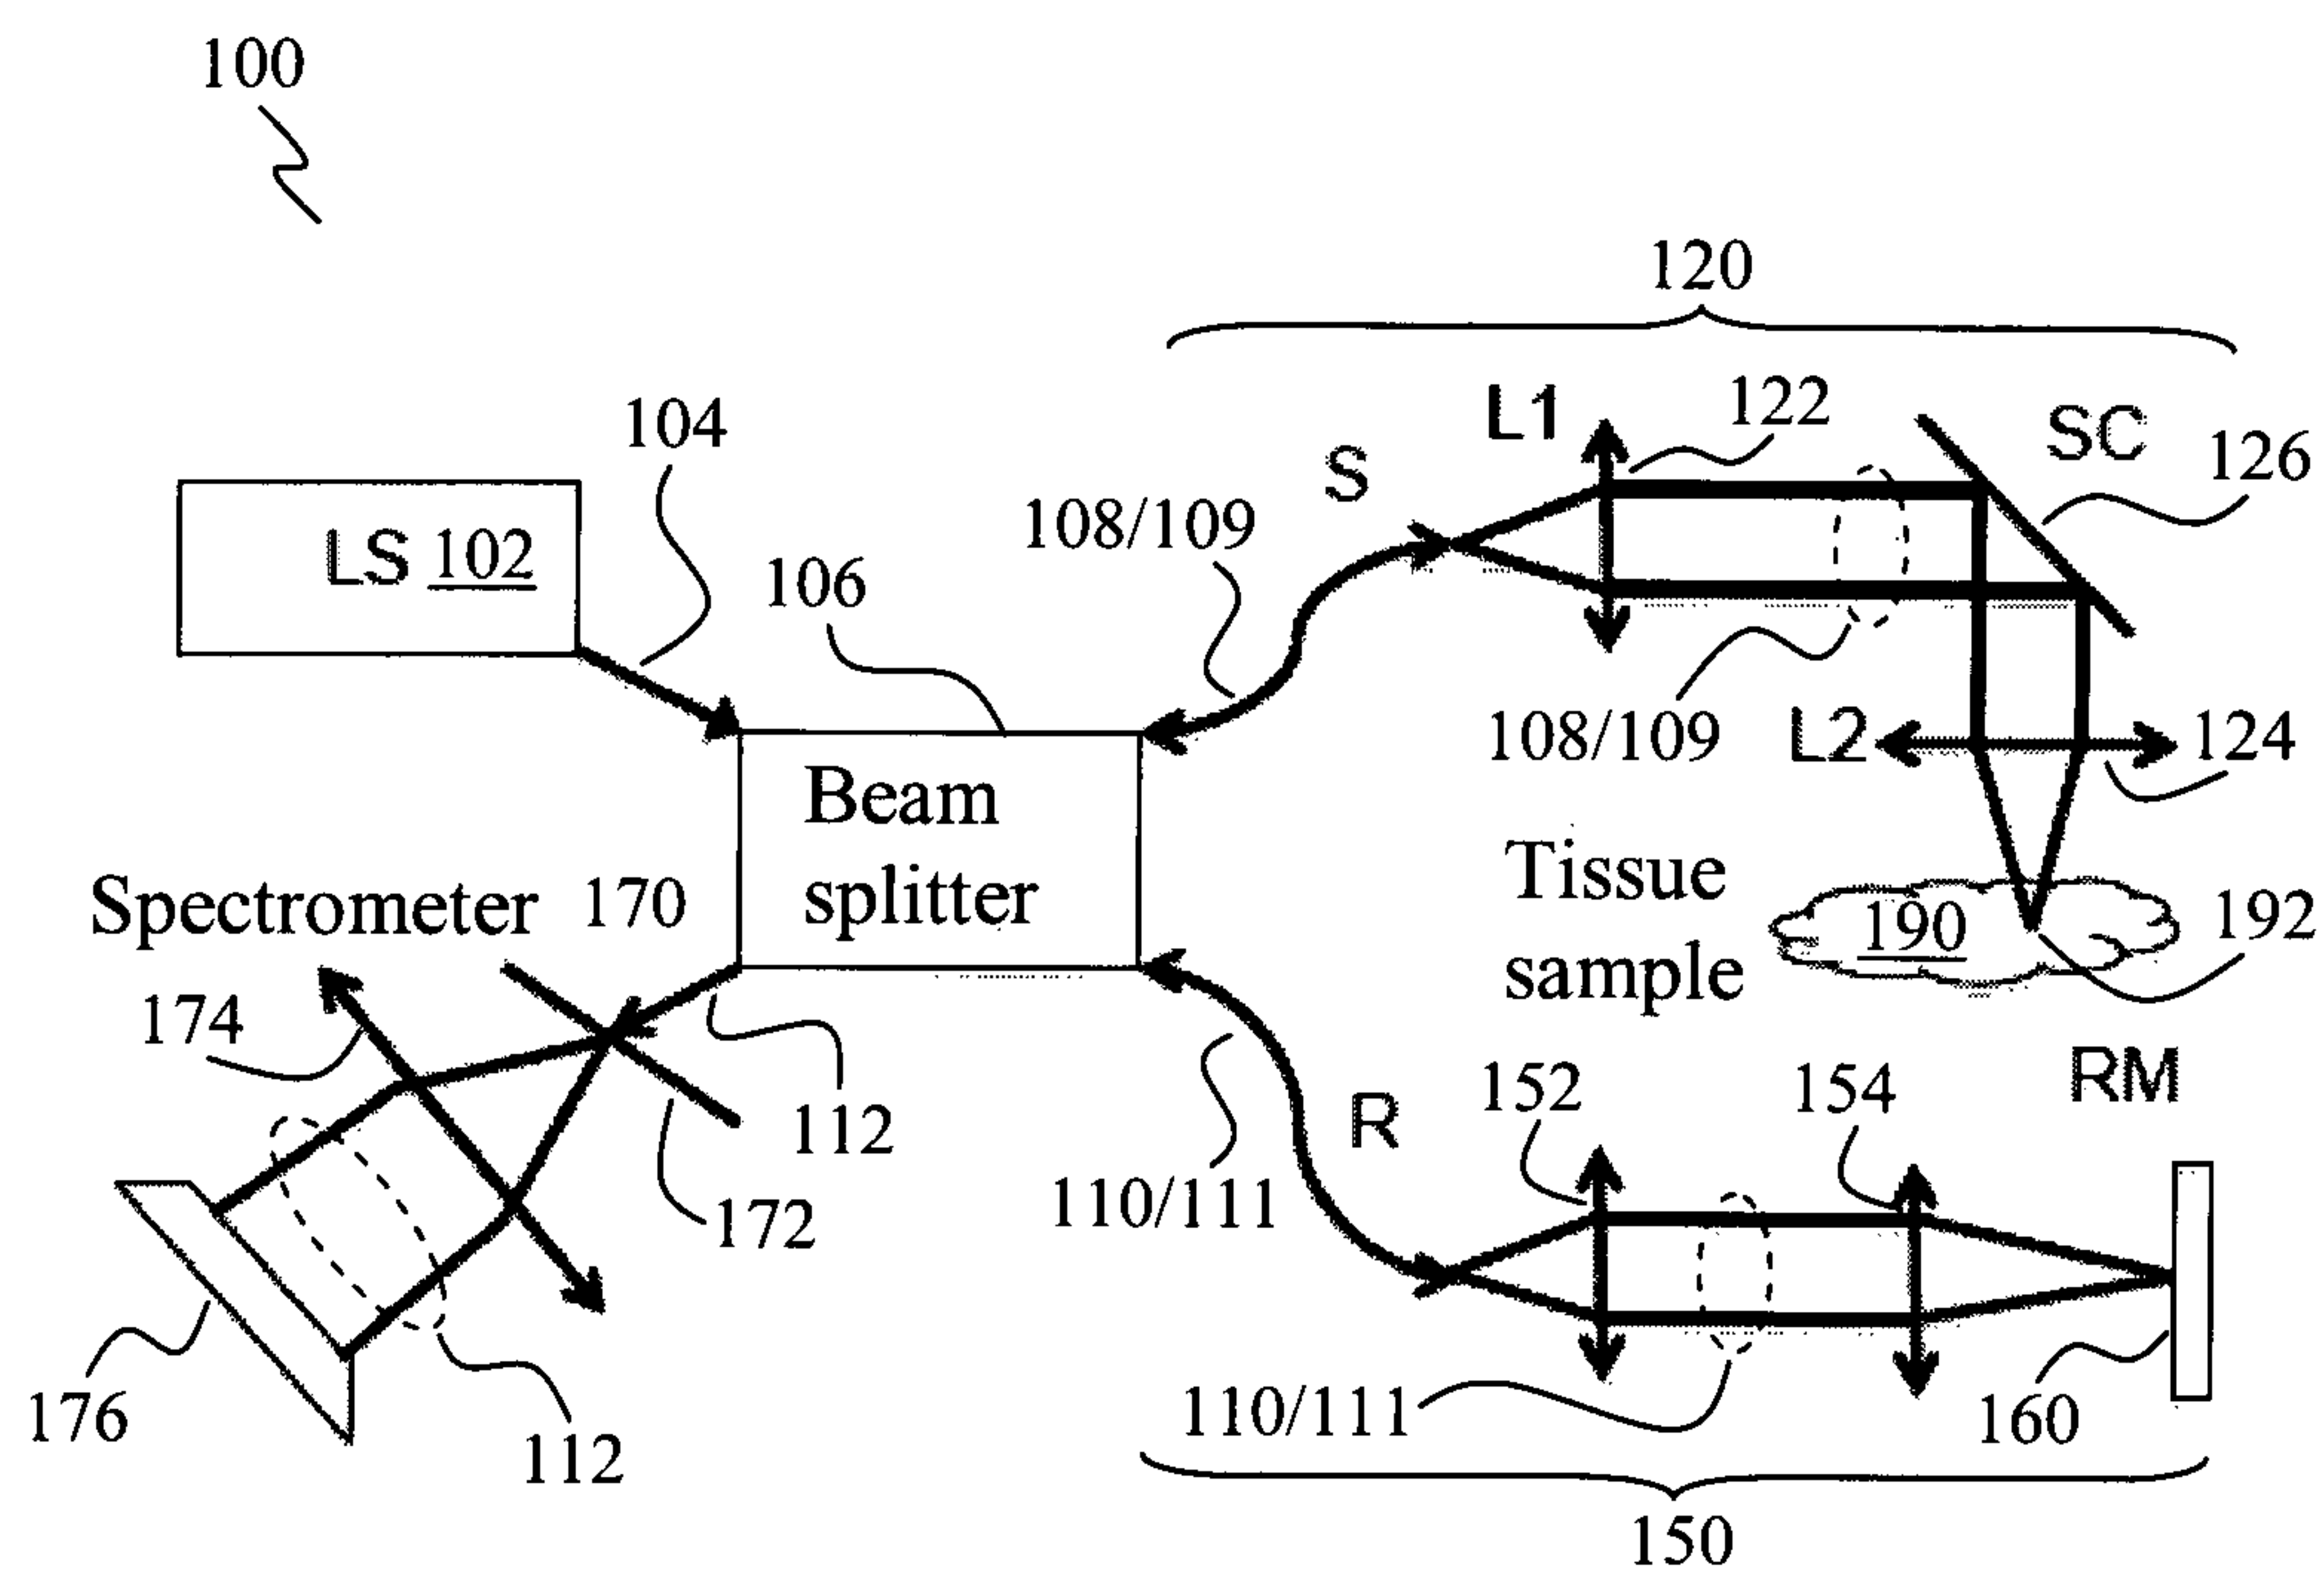 100
120
104
L1
122
SC
126
S
108/109
LS 102
106
108/109
L2
124
Beam
splitter
Tissue
sample
190
192
Spectrometer 170
174
112
172
R
152
154
RM
110/111
176
112
110/111
160
150